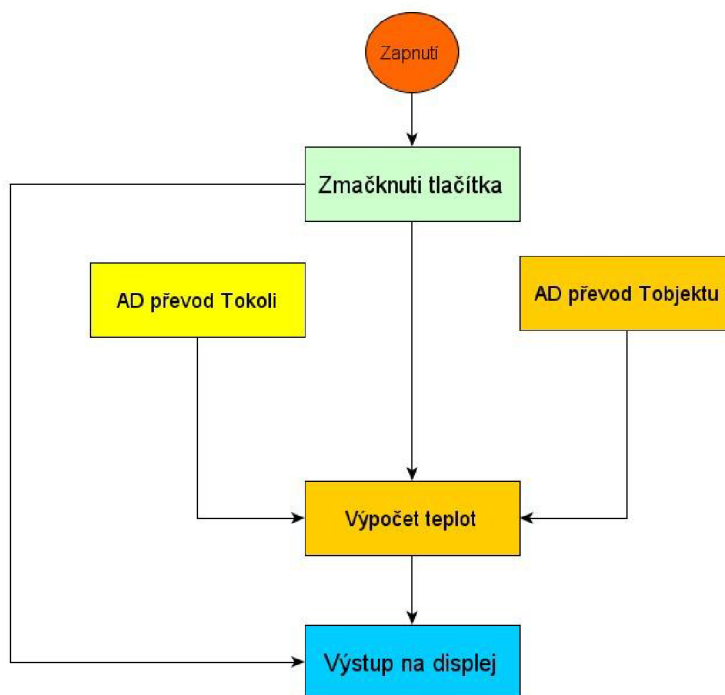 Zapnutí
Zmačknuti tlačítka
AD převod Tobjektu
AD převod Tokoli
Výpočet teplot
Výstup na displej